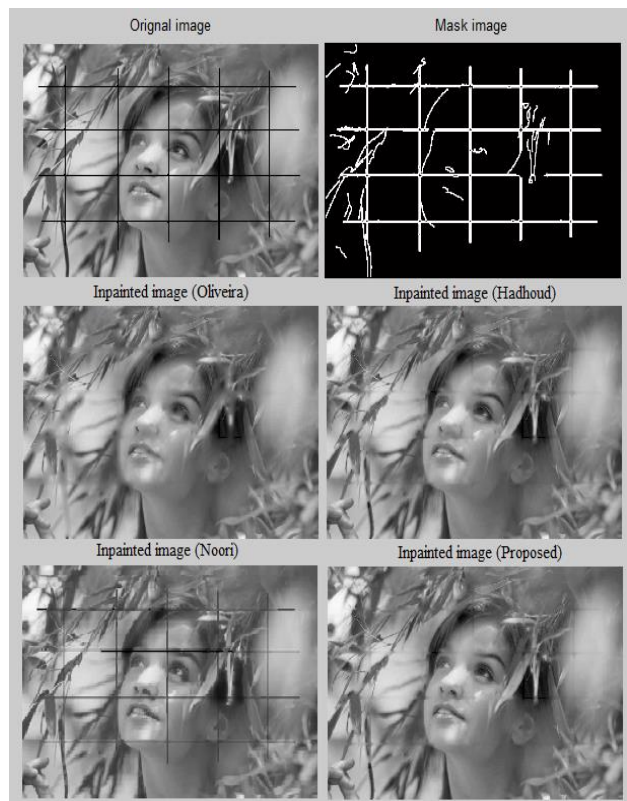 Orignal image
Mask image
Inpainted image (Oliveira)
Inpainted image (Hadhoud)
Inpainted image (Noori)
Inpainted image (Proposed)